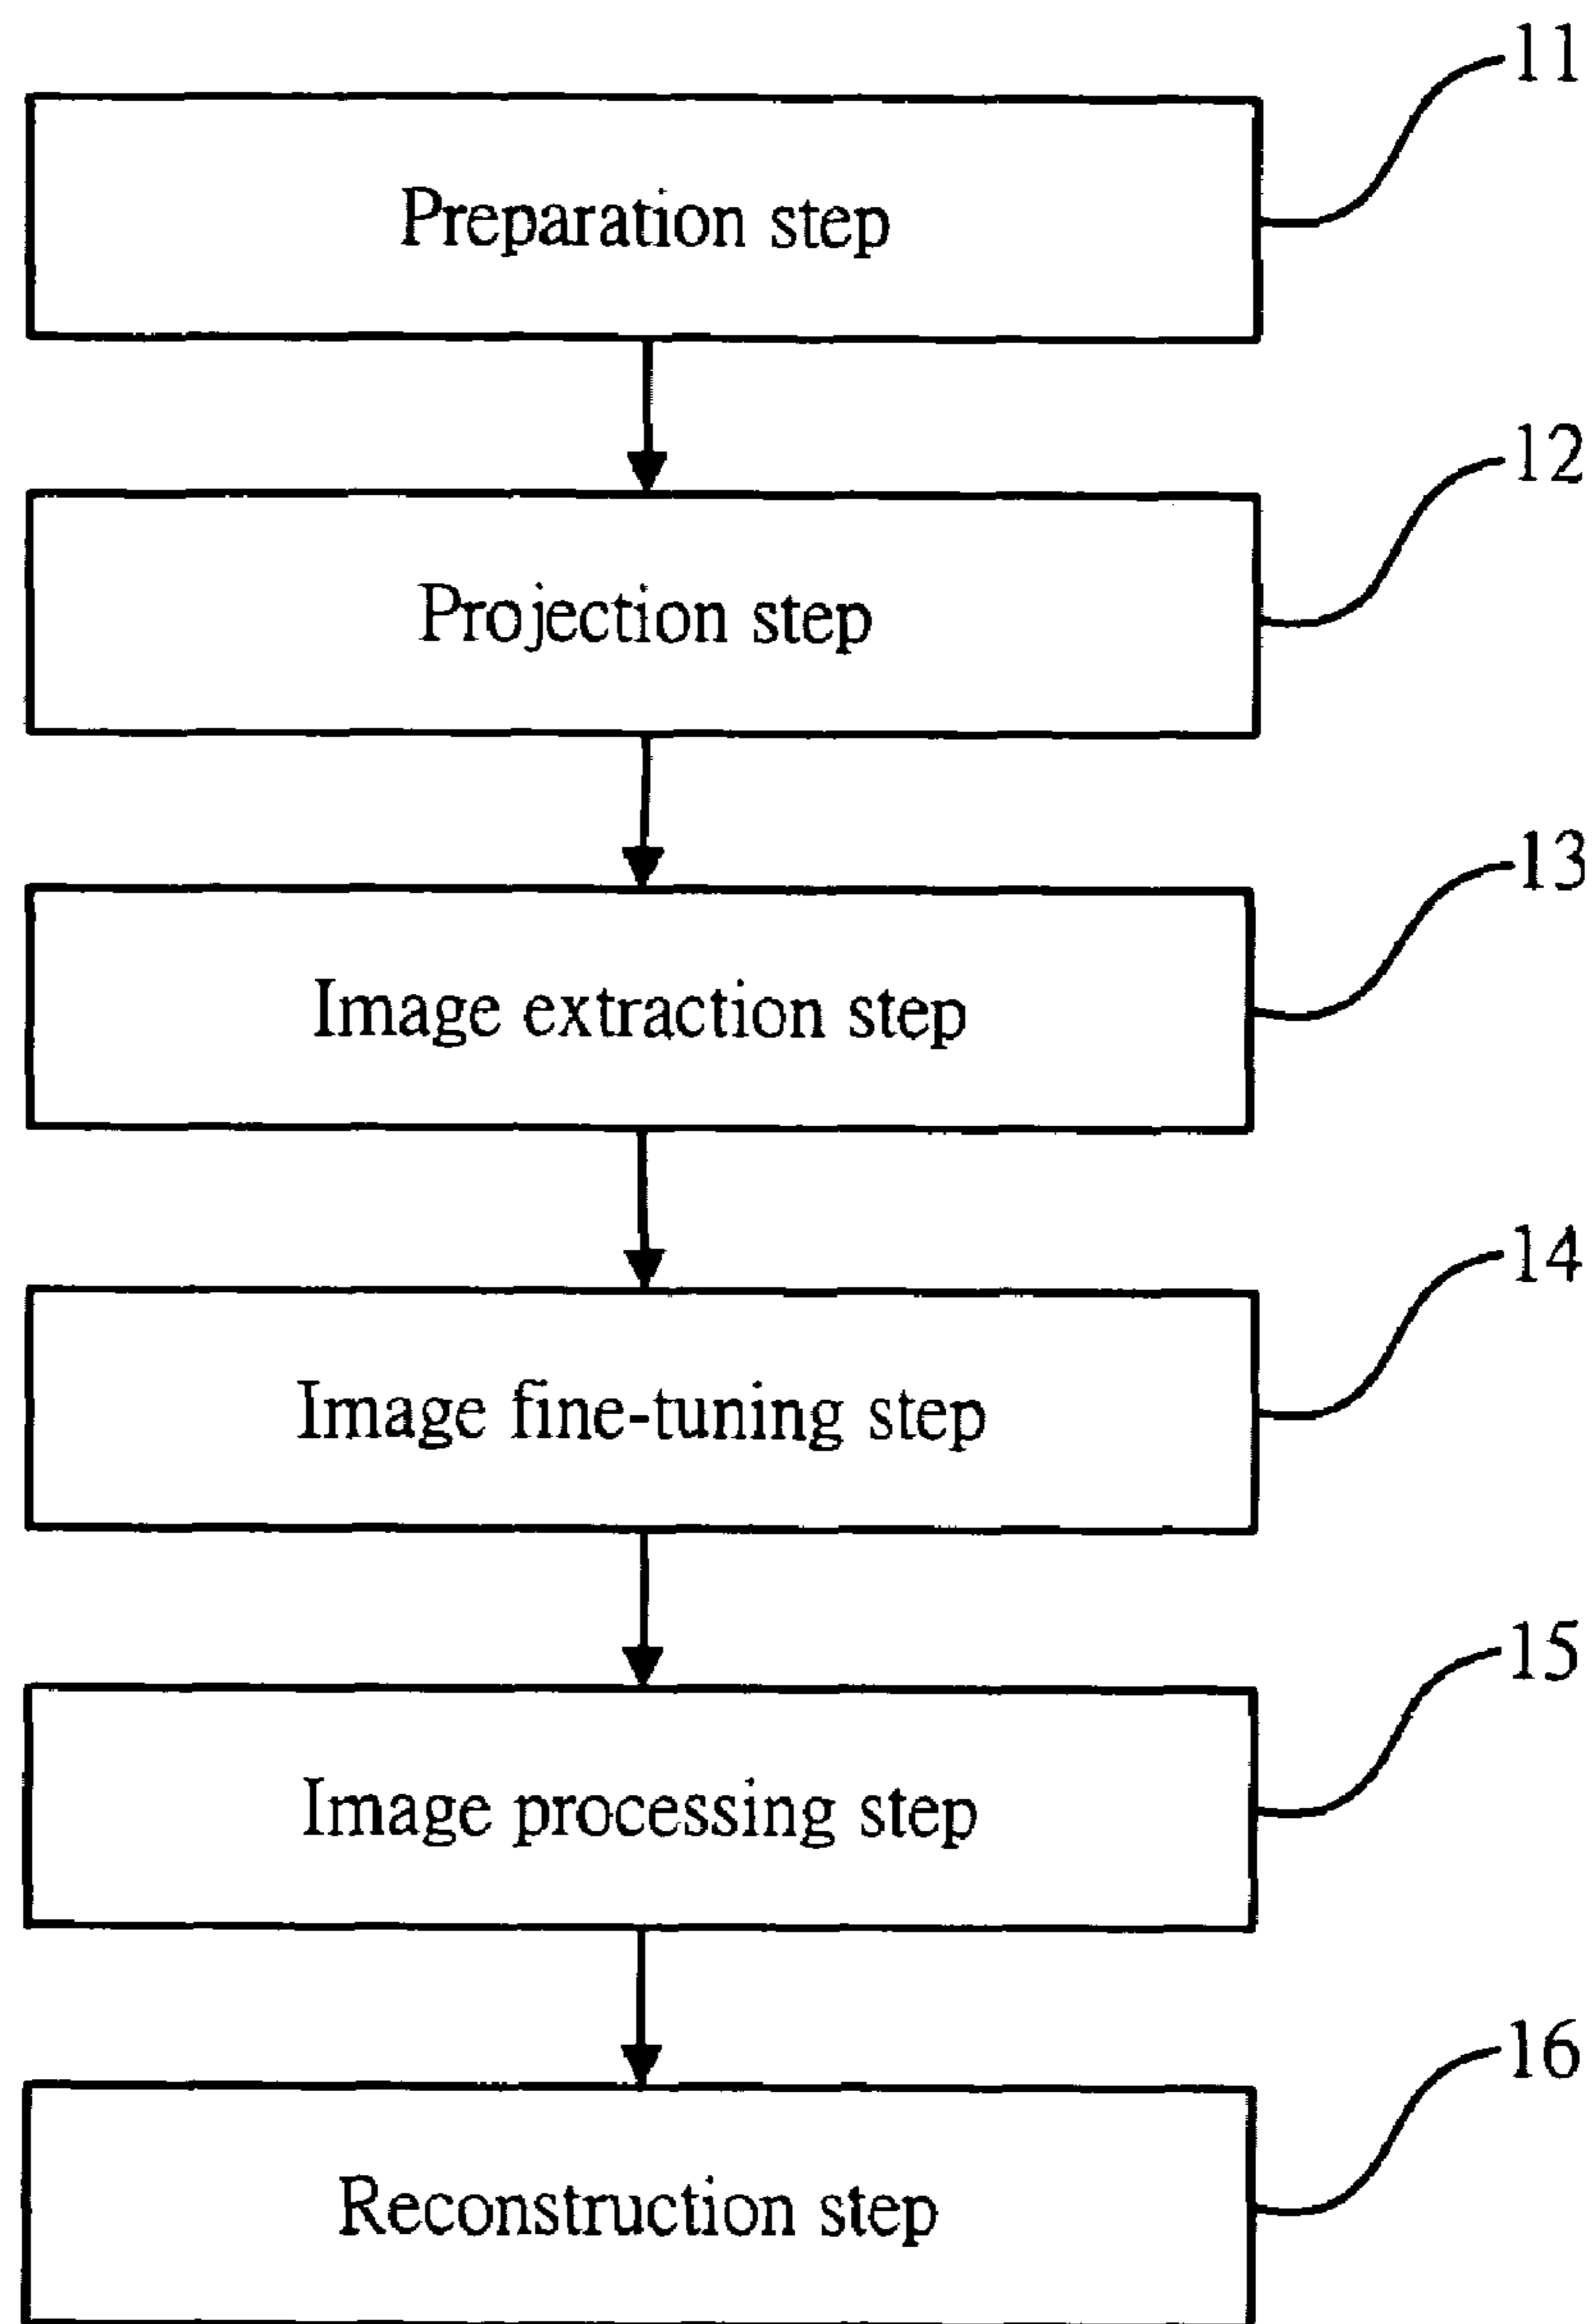 11
Preparation step
12
Projection step
13
Image extraction step
14
Image fine-tuning step
15
Image processing step
16
Reconstruction step